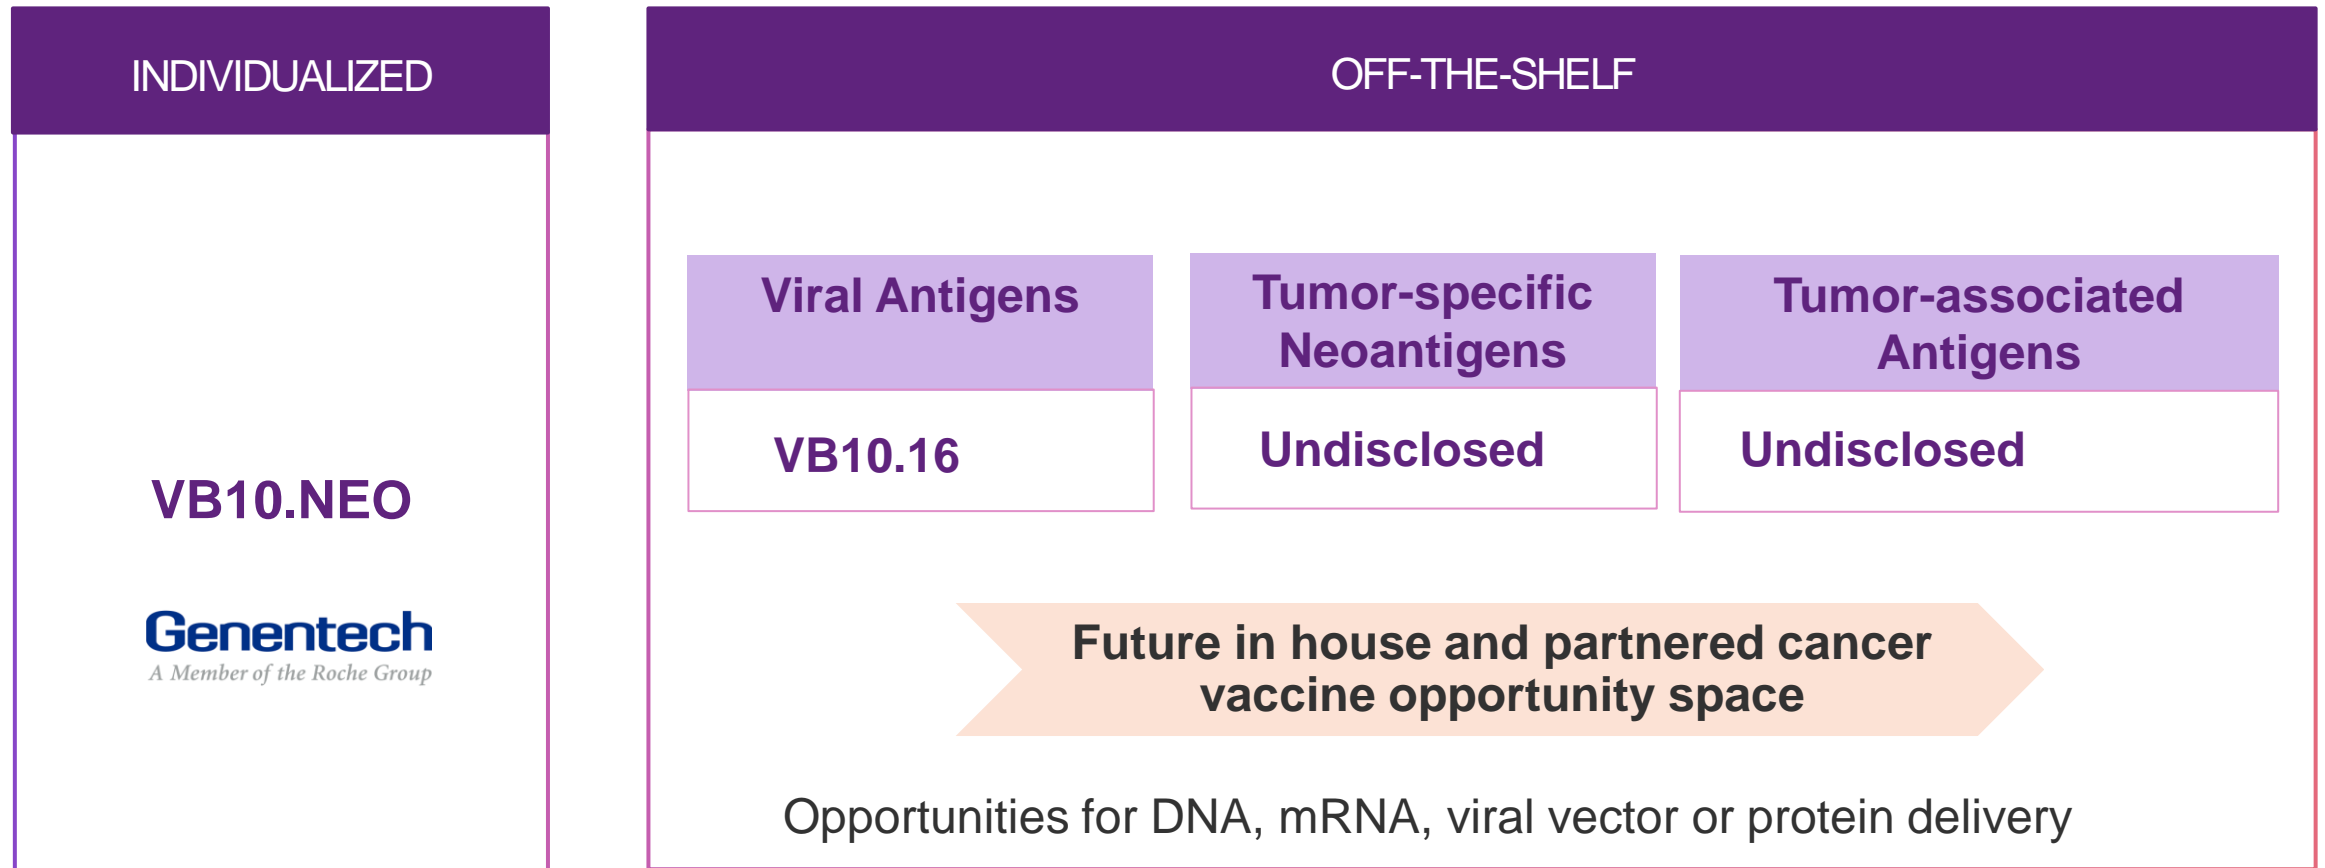 INDIVIDUALIZED
VB10.NEO
Genentech
A Member of the Roche Group
OFF-THE-SHELF
Viral Antigens
VB10.16
Tumor-specific
Neoantigens
Undisclosed
Tumor-associated
Antigens
Undisclosed
Future in house and partnered cancer
vaccine opportunity space
Opportunities for DNA, mRNA, viral vector or protein delivery